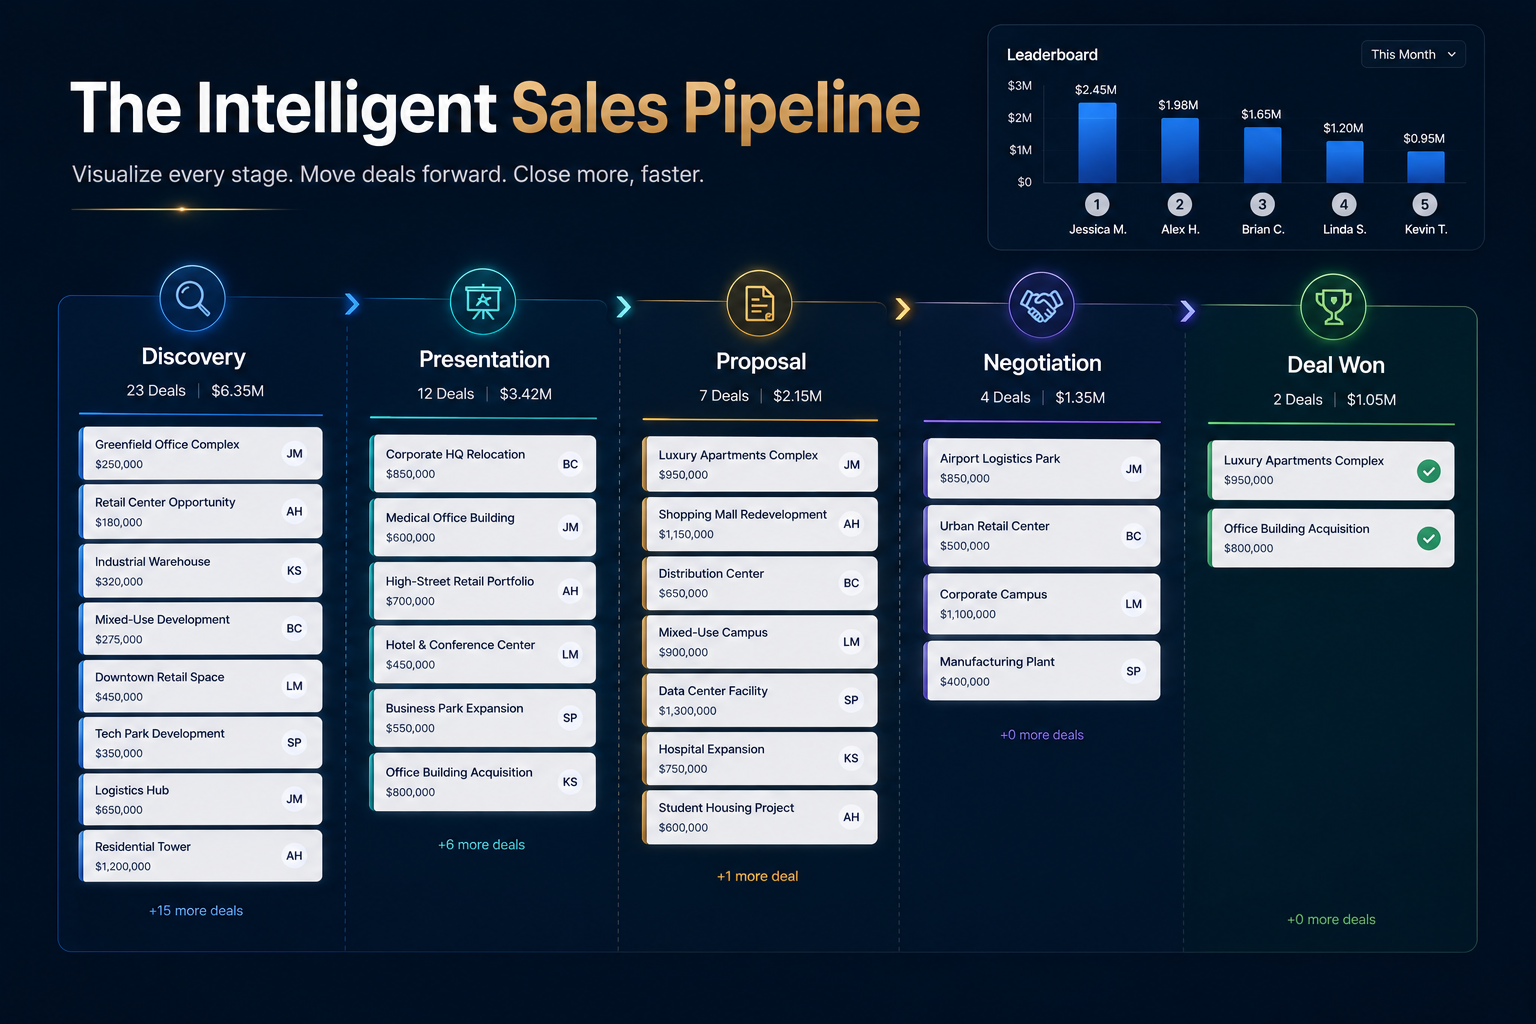 The Intelligent Sales Pipeline
Visualize every stage. Move deals forward. Close more, faster.
Leaderboard
This Month
$3M
$2M
$1M
$0
$2.45M
$1.98M
$1.65M
$1.20M
$0.95M
1
2
3
4
5
Jessica M.
Alex H.
Brian C.
Linda S.
Kevin T.
Discovery
23 Deals | $6.35M
Greenfield Office Complex
$250,000
JM
Retail Center Opportunity
$180,000
AH
Industrial Warehouse
$320,000
KS
Mixed-Use Development
$275,000
BC
Downtown Retail Space
$450,000
LM
Tech Park Development
$350,000
SP
Logistics Hub
$650,000
JM
Residential Tower
$1,200,000
AH
+15 more deals
Presentation
12 Deals | $3.42M
Corporate HQ Relocation
$850,000
BC
Medical Office Building
$600,000
JM
High-Street Retail Portfolio
$700,000
AH
Hotel & Conference Center
$450,000
LM
Business Park Expansion
$550,000
SP
Office Building Acquisition
$800,000
KS
+6 more deals
Proposal
7 Deals | $2.15M
Luxury Apartments Complex
$950,000
JM
Shopping Mall Redevelopment
$1,150,000
AH
Distribution Center
$650,000
BC
Mixed-Use Campus
$900,000
LM
Data Center Facility
$1,300,000
SP
Hospital Expansion
$750,000
KS
Student Housing Project
$600,000
AH
+1 more deal
Negotiation
4 Deals | $1.35M
Airport Logistics Park
$850,000
JM
Urban Retail Center
$500,000
BC
Corporate Campus
$1,100,000
LM
Manufacturing Plant
$400,000
SP
+0 more deals
Deal Won
2 Deals | $1.05M
Luxury Apartments Complex
$950,000
Office Building Acquisition
$800,000
+0 more deals